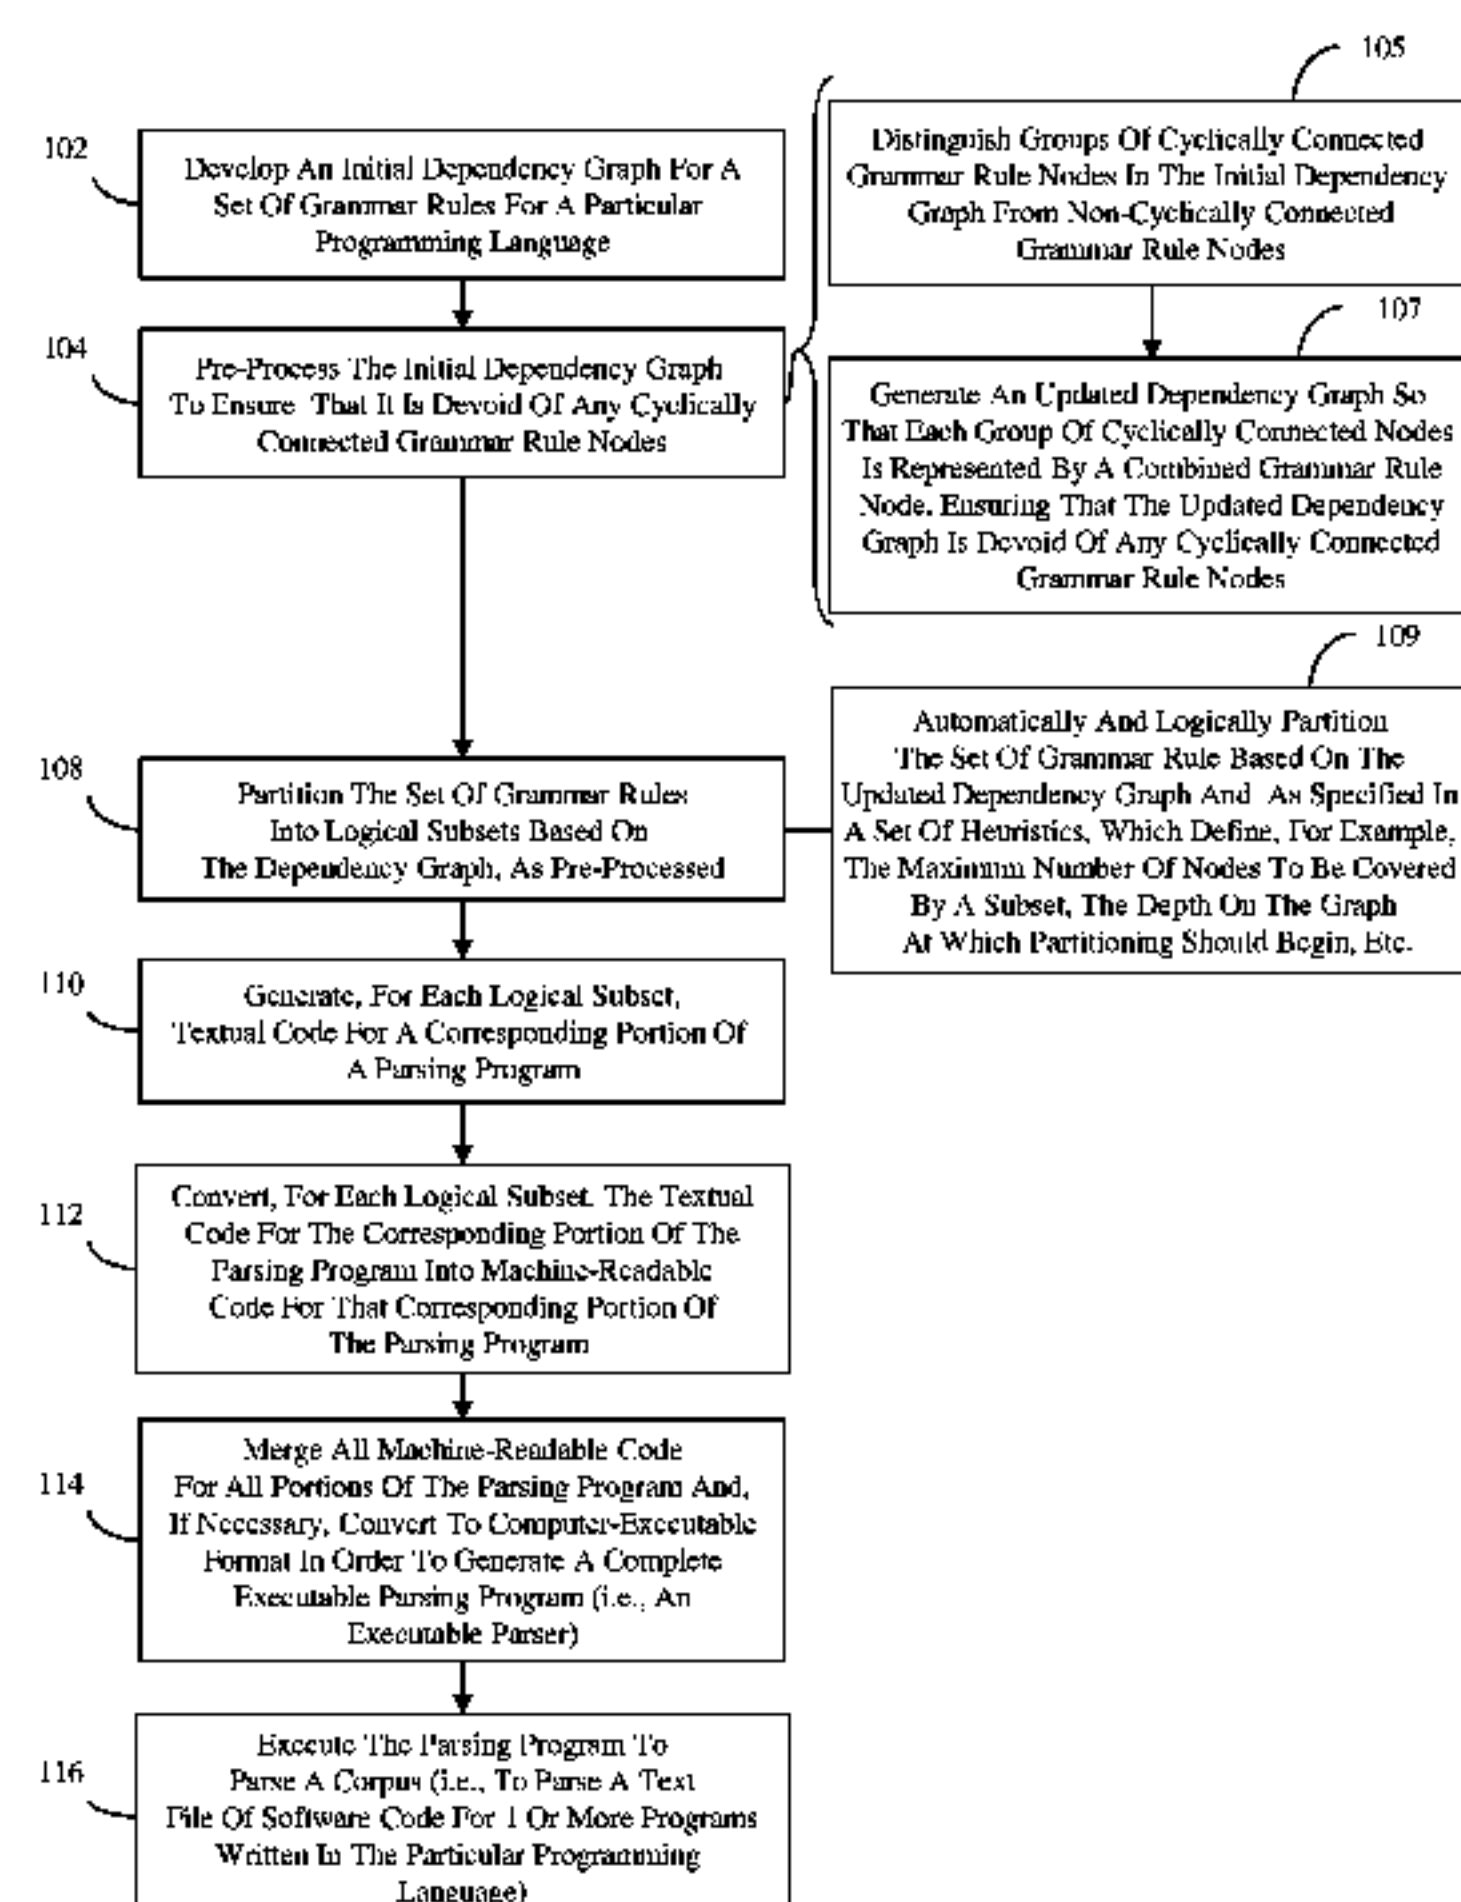 102
Develop An Initial Dependency Graph For A
Set Of Grammar Rules For A Particular
Programming Language
104
Pre-Process The Initial Dependency Graph
To Ensure That It Is Devoid Of Any Cyclically
Connected Grammar Rule Nodes
105
Distinguish Groups Of Cyclically Connected
Grammar Rule Nodes In The Initial Dependency
Graph From Non-Cyclically Connected
Grammar Rule Nodes
107
Generate An Updated Dependency Graph So
That Each Group Of Cyclically Connected Nodes
Is Represented By A Combined Grammar Rule
Node. Ensuring That The Updated Dependency
Graph Is Devoid Of Any Cyclically Connected
Grammar Rule Nodes
108
Partition The Set Of Grammar Rules
Into Logical Subsets Based On
The Dependency Graph, As Pre-Processed
109
Automatically And Logically Partition
The Set Of Grammar Rule Based On The
Updated Dependency Graph And As Specified In
A Set Of Heuristics, Which Define, For Example,
The Maximum Number Of Nodes To Be Covered
By A Subset, The Depth On The Graph
At Which Partitioning Should Begin, Etc.
110
Generate, For Each Logical Subset,
Textual Code For A Corresponding Portion Of
A Parsing Program
112
Convert, For Each Logical Subset. The Textual
Code For The Corresponding Portion Of The
Parsing Program Into Machine-Readable
Code For That Corresponding Portion Of
The Parsing Program
114
Merge All Machine-Readable Code
For All Portions Of The Parsing Program And,
If Necessary, Convert To Computer-Executable
Format In Order To Generate A Complete
Executable Parsing Program (i.e., An
Executable Parser)
116
Execute The Parsing Program To
Parse A Corpus (i.e., To Parse A Text
File Of Software Code For 1 Or More Programs
Written In The Particular Programming
Language)